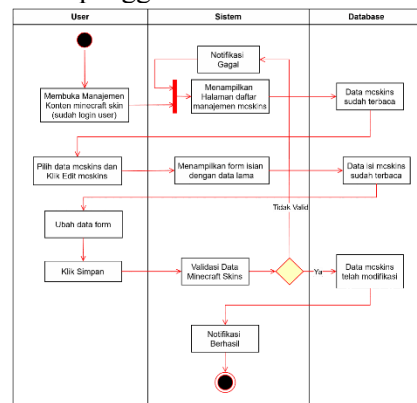 User Sistem Database
Notifikasi
Gagal
Membuka Manajemen
Konton minecraft skin
(sudah login user)
Menampilkan
Halaman daftar
manajemen mcskins
Data mcskins
sudah terbaca
Pilih data mcskins dan
Klik Edit mcskins
Menampilkan form isian
dengan data lama
Data isi mcskins
sudah terbaca
Tidak Valid
Ubah data form
Klik Simpan
Validasi Data
Minecraft Skins
Ya
Data mcskins
telah modifikasi
Notifikasi
Berhasil